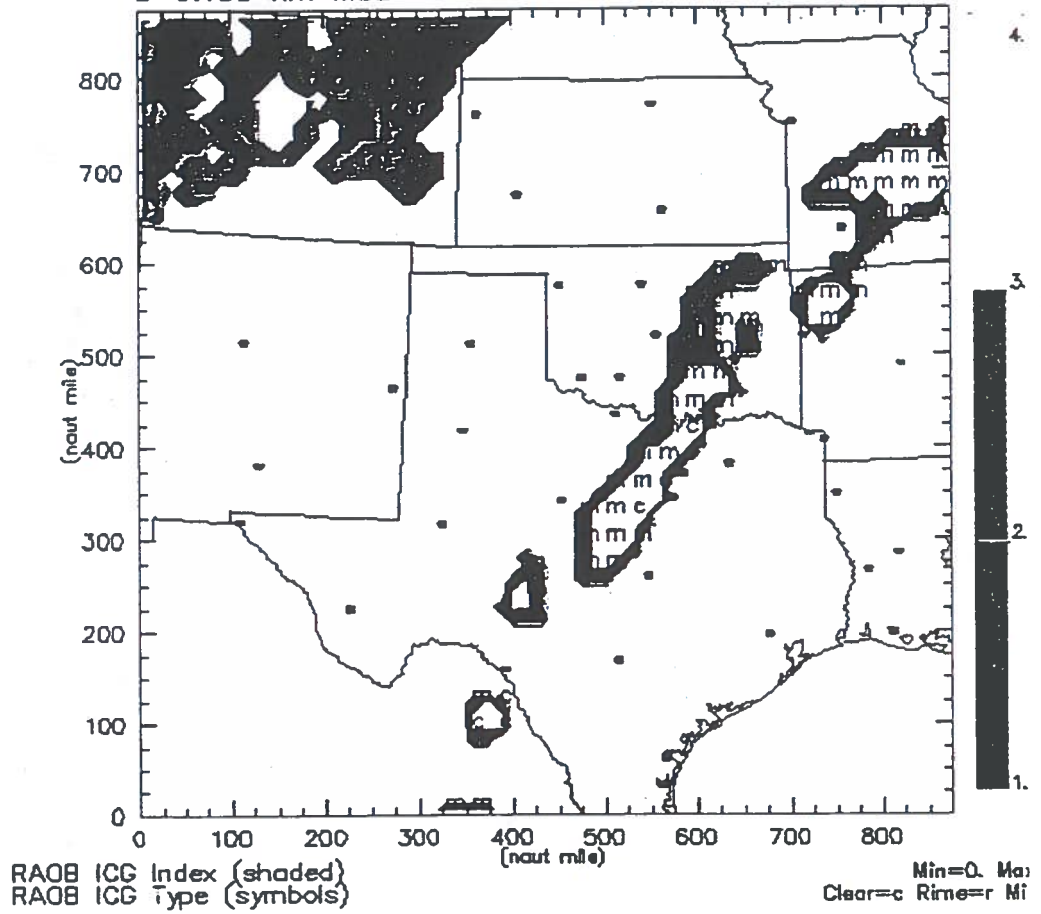 4.
800
700
600
500
400
300
200
100
0
(naut mile)
0 100 200 300 400 500 600 700 800
(naut mile)
3.
2.
1.
m m m
m m m m
m m
m
m m
m m
m
c
m
m
m c
m m
m
c
RAOB ICG Index (shaded)
RAOB ICG Type (symbols)
Min=0. Max
Clear=c Rime=r Mi